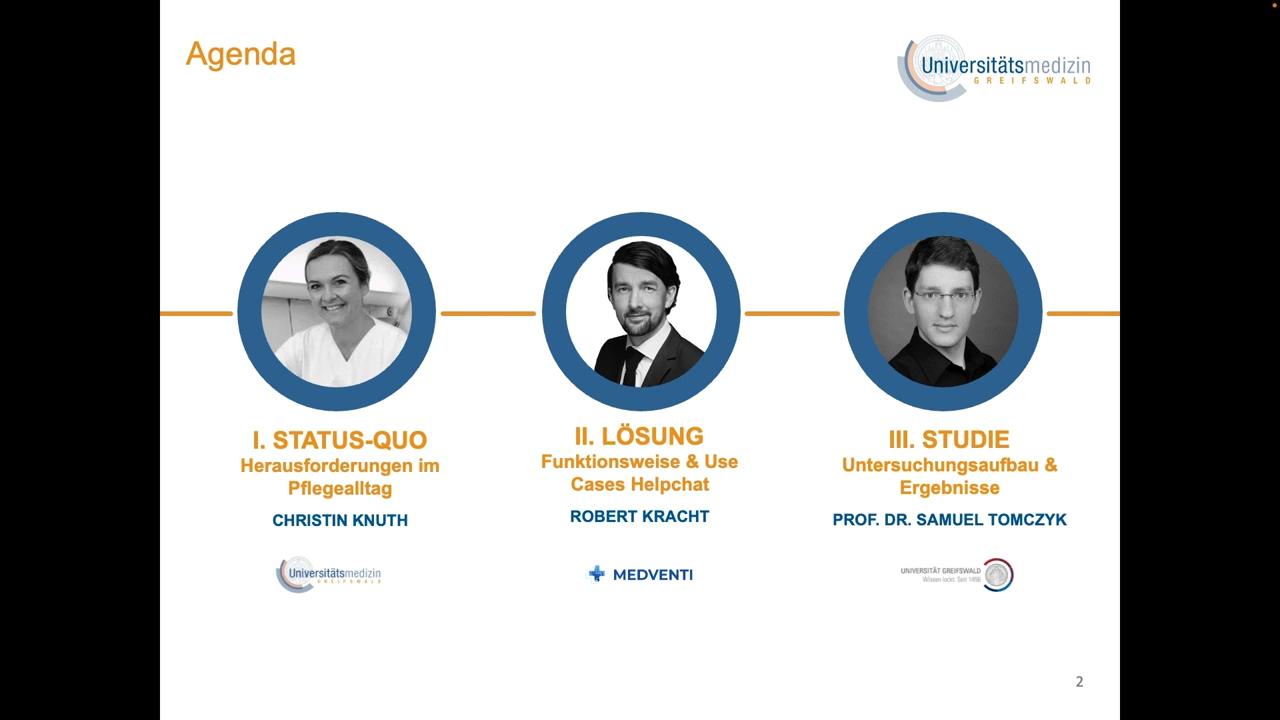 Agenda
Universitätsmedizin
GREIFSWALD
I. STATUS-QUO
Herausforderungen im
Pflegealltag
CHRISTIN KNUTH
Universitätsmedizin
GREIFSWALD
II. LÖSUNG
Funktionsweise & Use
Cases Helpchat
ROBERT KRACHT
MEDVENTI
III. STUDIE
Untersuchungsaufbau &
Ergebnisse
PROF. DR. SAMUEL TOMCZYK
UNIVERSITÄT GREIFSWALD
Wissen lockt. Seit 1456
2